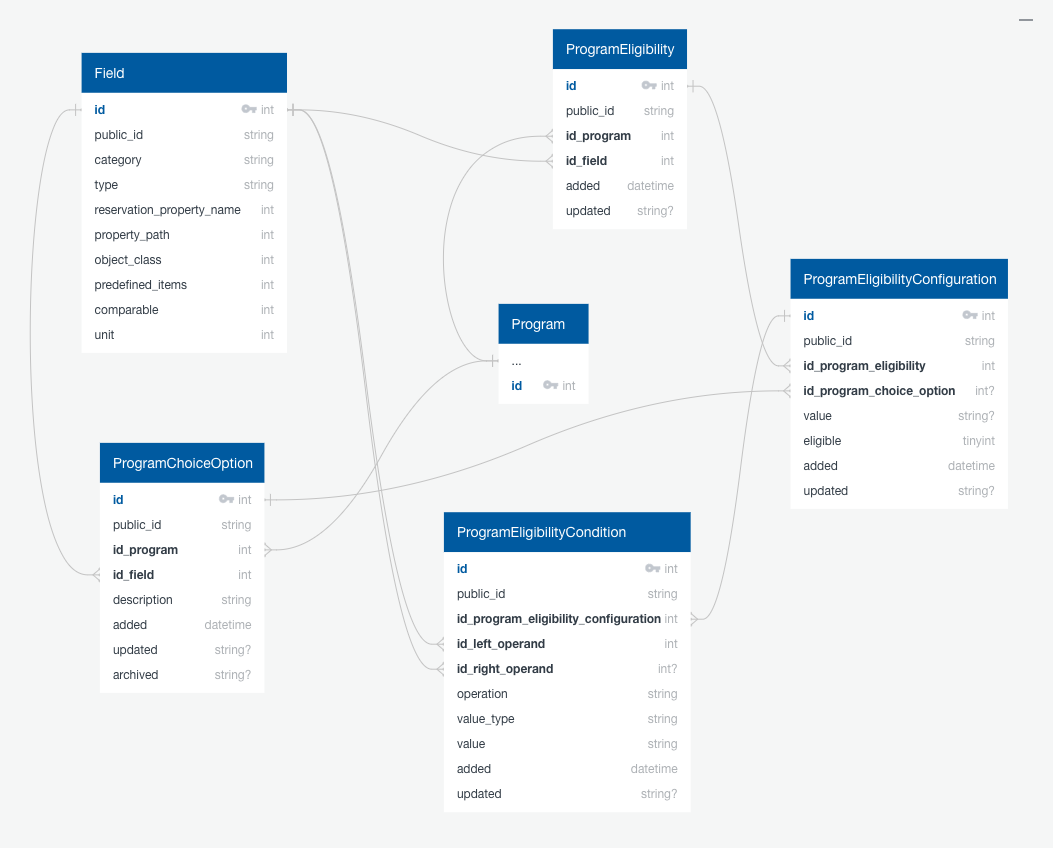 Field
id int
public_id string
category string
type string
reservation_property_name int
property_path int
object_class int
predefined_items int
comparable int
unit int
ProgramEligibility
id int
public_id string
id_program int
id_field int
added datetime
updated string?
Program
...
id int
ProgramEligibilityConfiguration
id int
public_id string
id_program_eligibility int
id_program_choice_option int?
value string?
eligible tinyint
added datetime
updated string?
ProgramChoiceOption
id int
public_id string
id_program int
id_field int
description string
added datetime
updated string?
archived string?
ProgramEligibilityCondition
id int
public_id string
id_program_eligibility_configuration int
id_left_operand int
id_right_operand int?
operation string
value_type string
value string
added datetime
updated string?